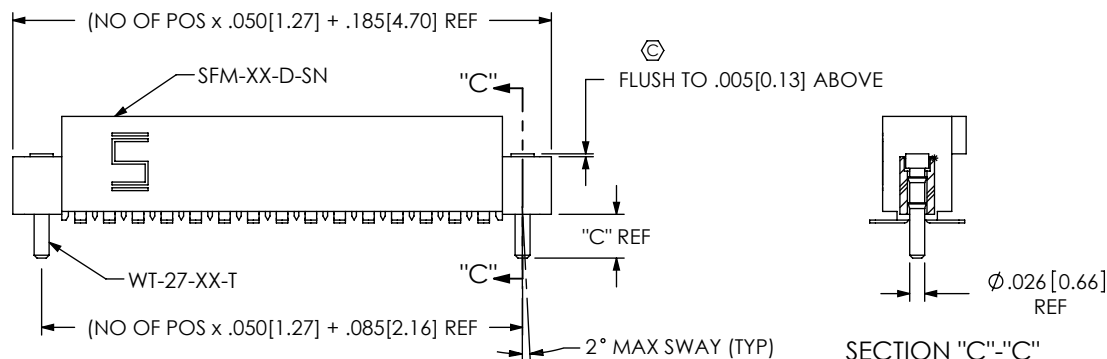 (NO OF POS x .050[1.27] + .185[4.70] REF
SFM-XX-D-SN
"C"
C
FLUSH TO .005[0.13] ABOVE
"C" REF
WT-27-XX-T
"C"
Ø.026 [0.66]
REF
(NO OF POS x .050[1.27] + .085[2.16] REF
2° MAX SWAY (TYP)
SECTION "C"-"C"